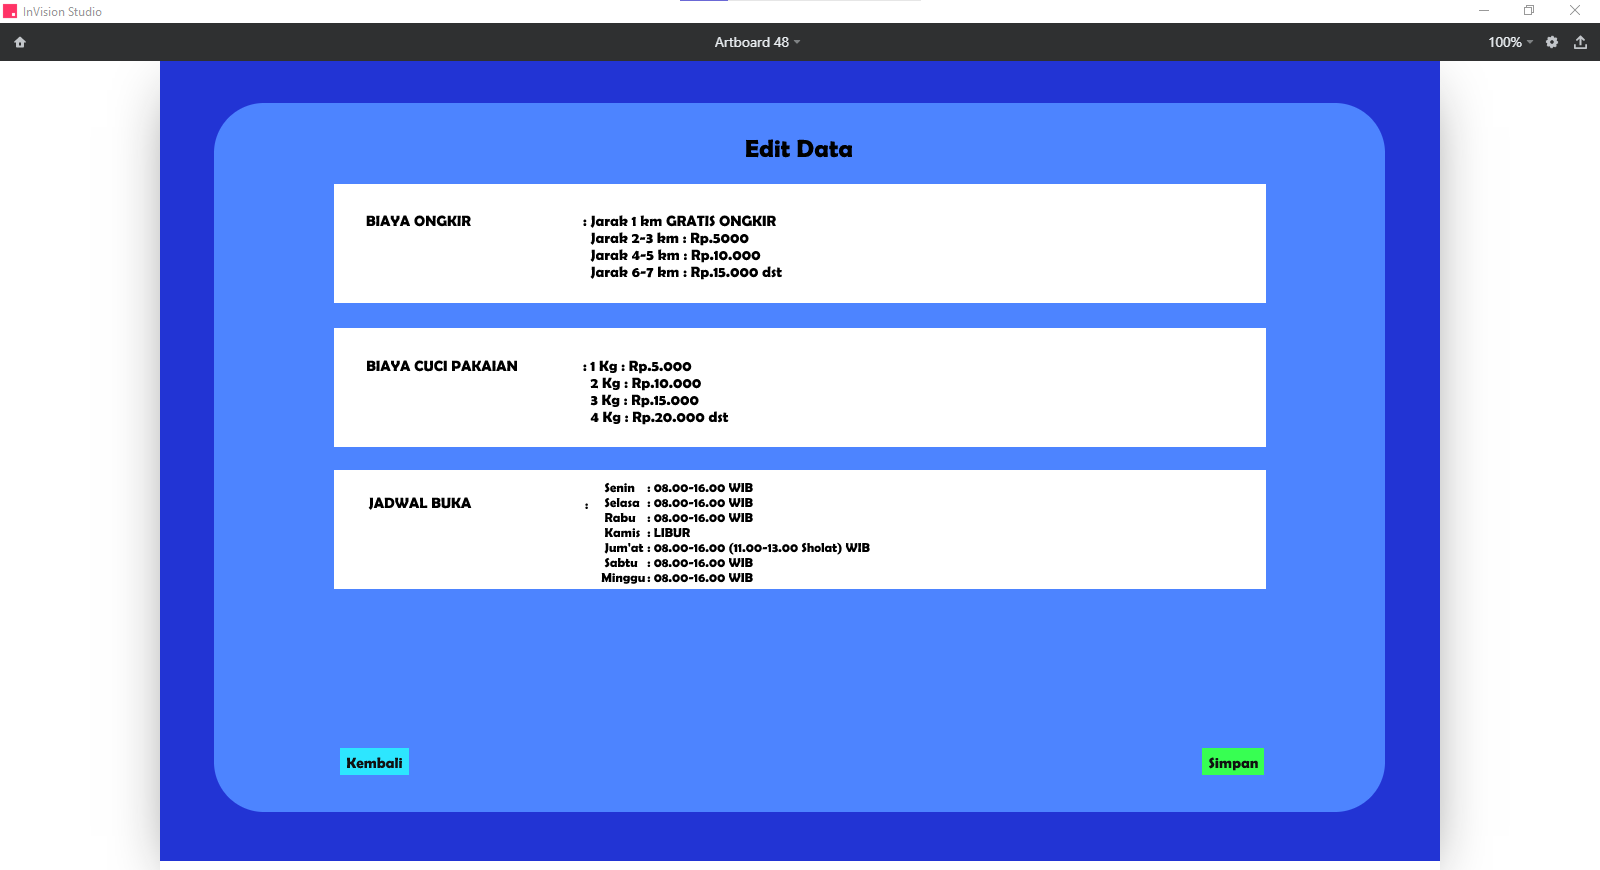 InVision Studio
Artboard 48
100%
Edit Data
BIAYA ONGKIR : Jarak 1 km GRATIS ONGKIR
Jarak 2-3 km : Rp.5000
Jarak 4-5 km : Rp.10.000
Jarak 6-7 km : Rp.15.000 dst
BIAYA CUCI PAKAIAN : 1 Kg : Rp.5.000
2 Kg : Rp.10.000
3 Kg : Rp.15.000
4 Kg : Rp.20.000 dst
Senin : 08.00-16.00 WIB
JADWAL BUKA : Selasa : 08.00-16.00 WIB
Rabu : 08.00-16.00 WIB
Kamis : LIBUR
Jum'at : 08.00-16.00 (11.00-13.00 Sholat) WIB
Sabtu : 08.00-16.00 WIB
Minggu : 08.00-16.00 WIB
Kembali
Simpan